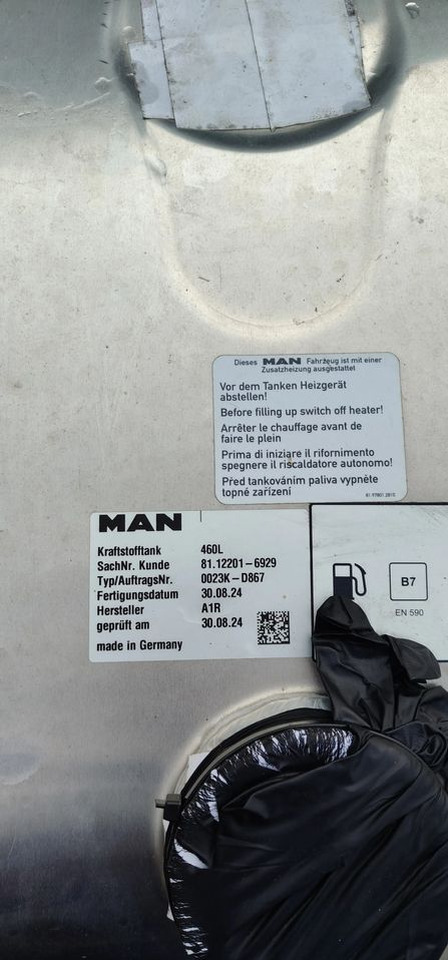 Dieses MAN Fahrzeug ist mit einer
Zusatzheizung ausgestattet
Vor dem Tanken Heizgerät
abstellen!
Before filling up switch off heater!
Arrêter le chauffage avant de
faire le plein
Prima di iniziare il rifornimento
spegnere il riscaldatore autonomo!
Před tankováním paliva vypněte
topné zařízení
MAN
Kraftstofftank 460L
SachNr. Kunde 81.12201-6929
Typ/AuftragsNr. 0023K-D867
Fertigungsdatum 30.08.24
Hersteller A1R
geprüft am 30.08.24
made in Germany
B7
EN 590